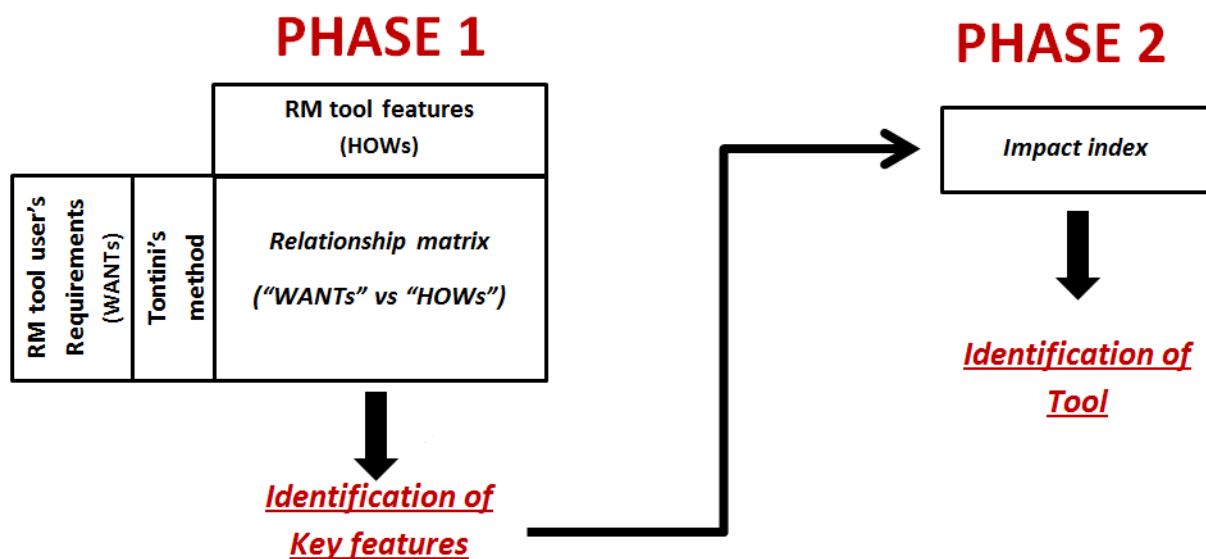 PHASE 1
PHASE 2
RM tool features
(HOWs)
RM tool user's
Requirements
(WANTs)
Tontini's
method
Relationship matrix
("WANTs" vs "HOWs")
Identification of
Key features
Impact index
Identification of
Tool